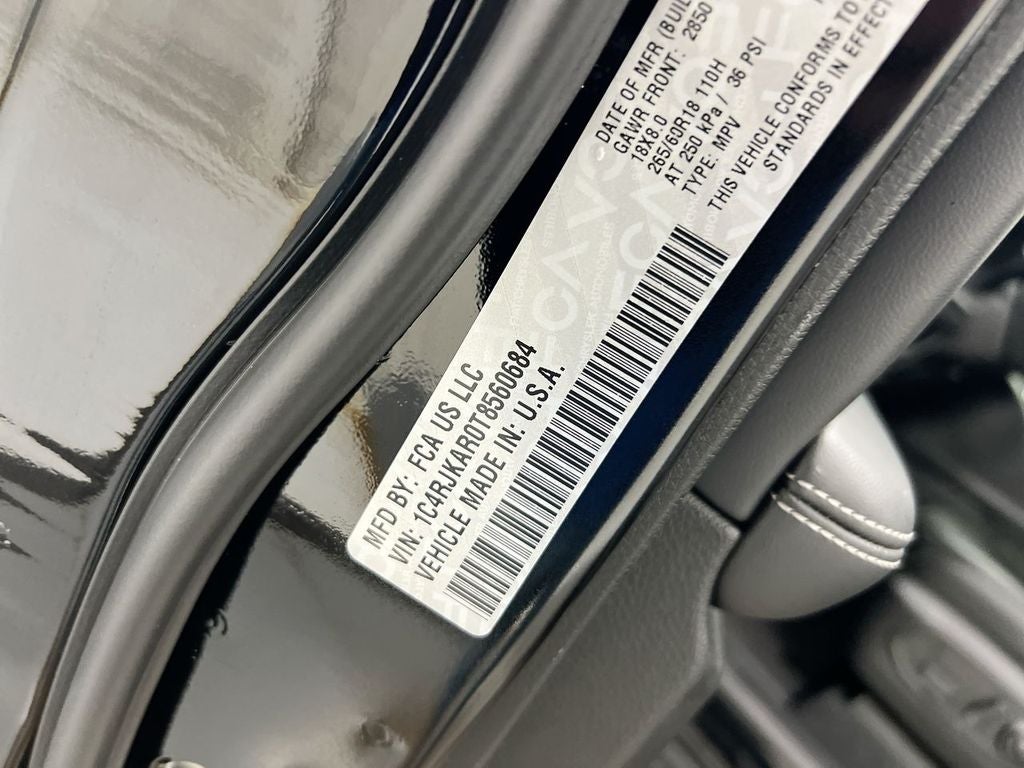 MFD BY: FCA US LLC
VIN: 1C4RJKAR0T8560684
VEHICLE MADE IN: U.S.A.
DATE OF MFR (BUIL
GAWR FRONT: 2850
18X8.0
265/60R18 110H
AT 250 kPa / 36 PSI
TYPE: MPV
THIS VEHICLE CONFORMS TO
STANDARDS IN EFFECT